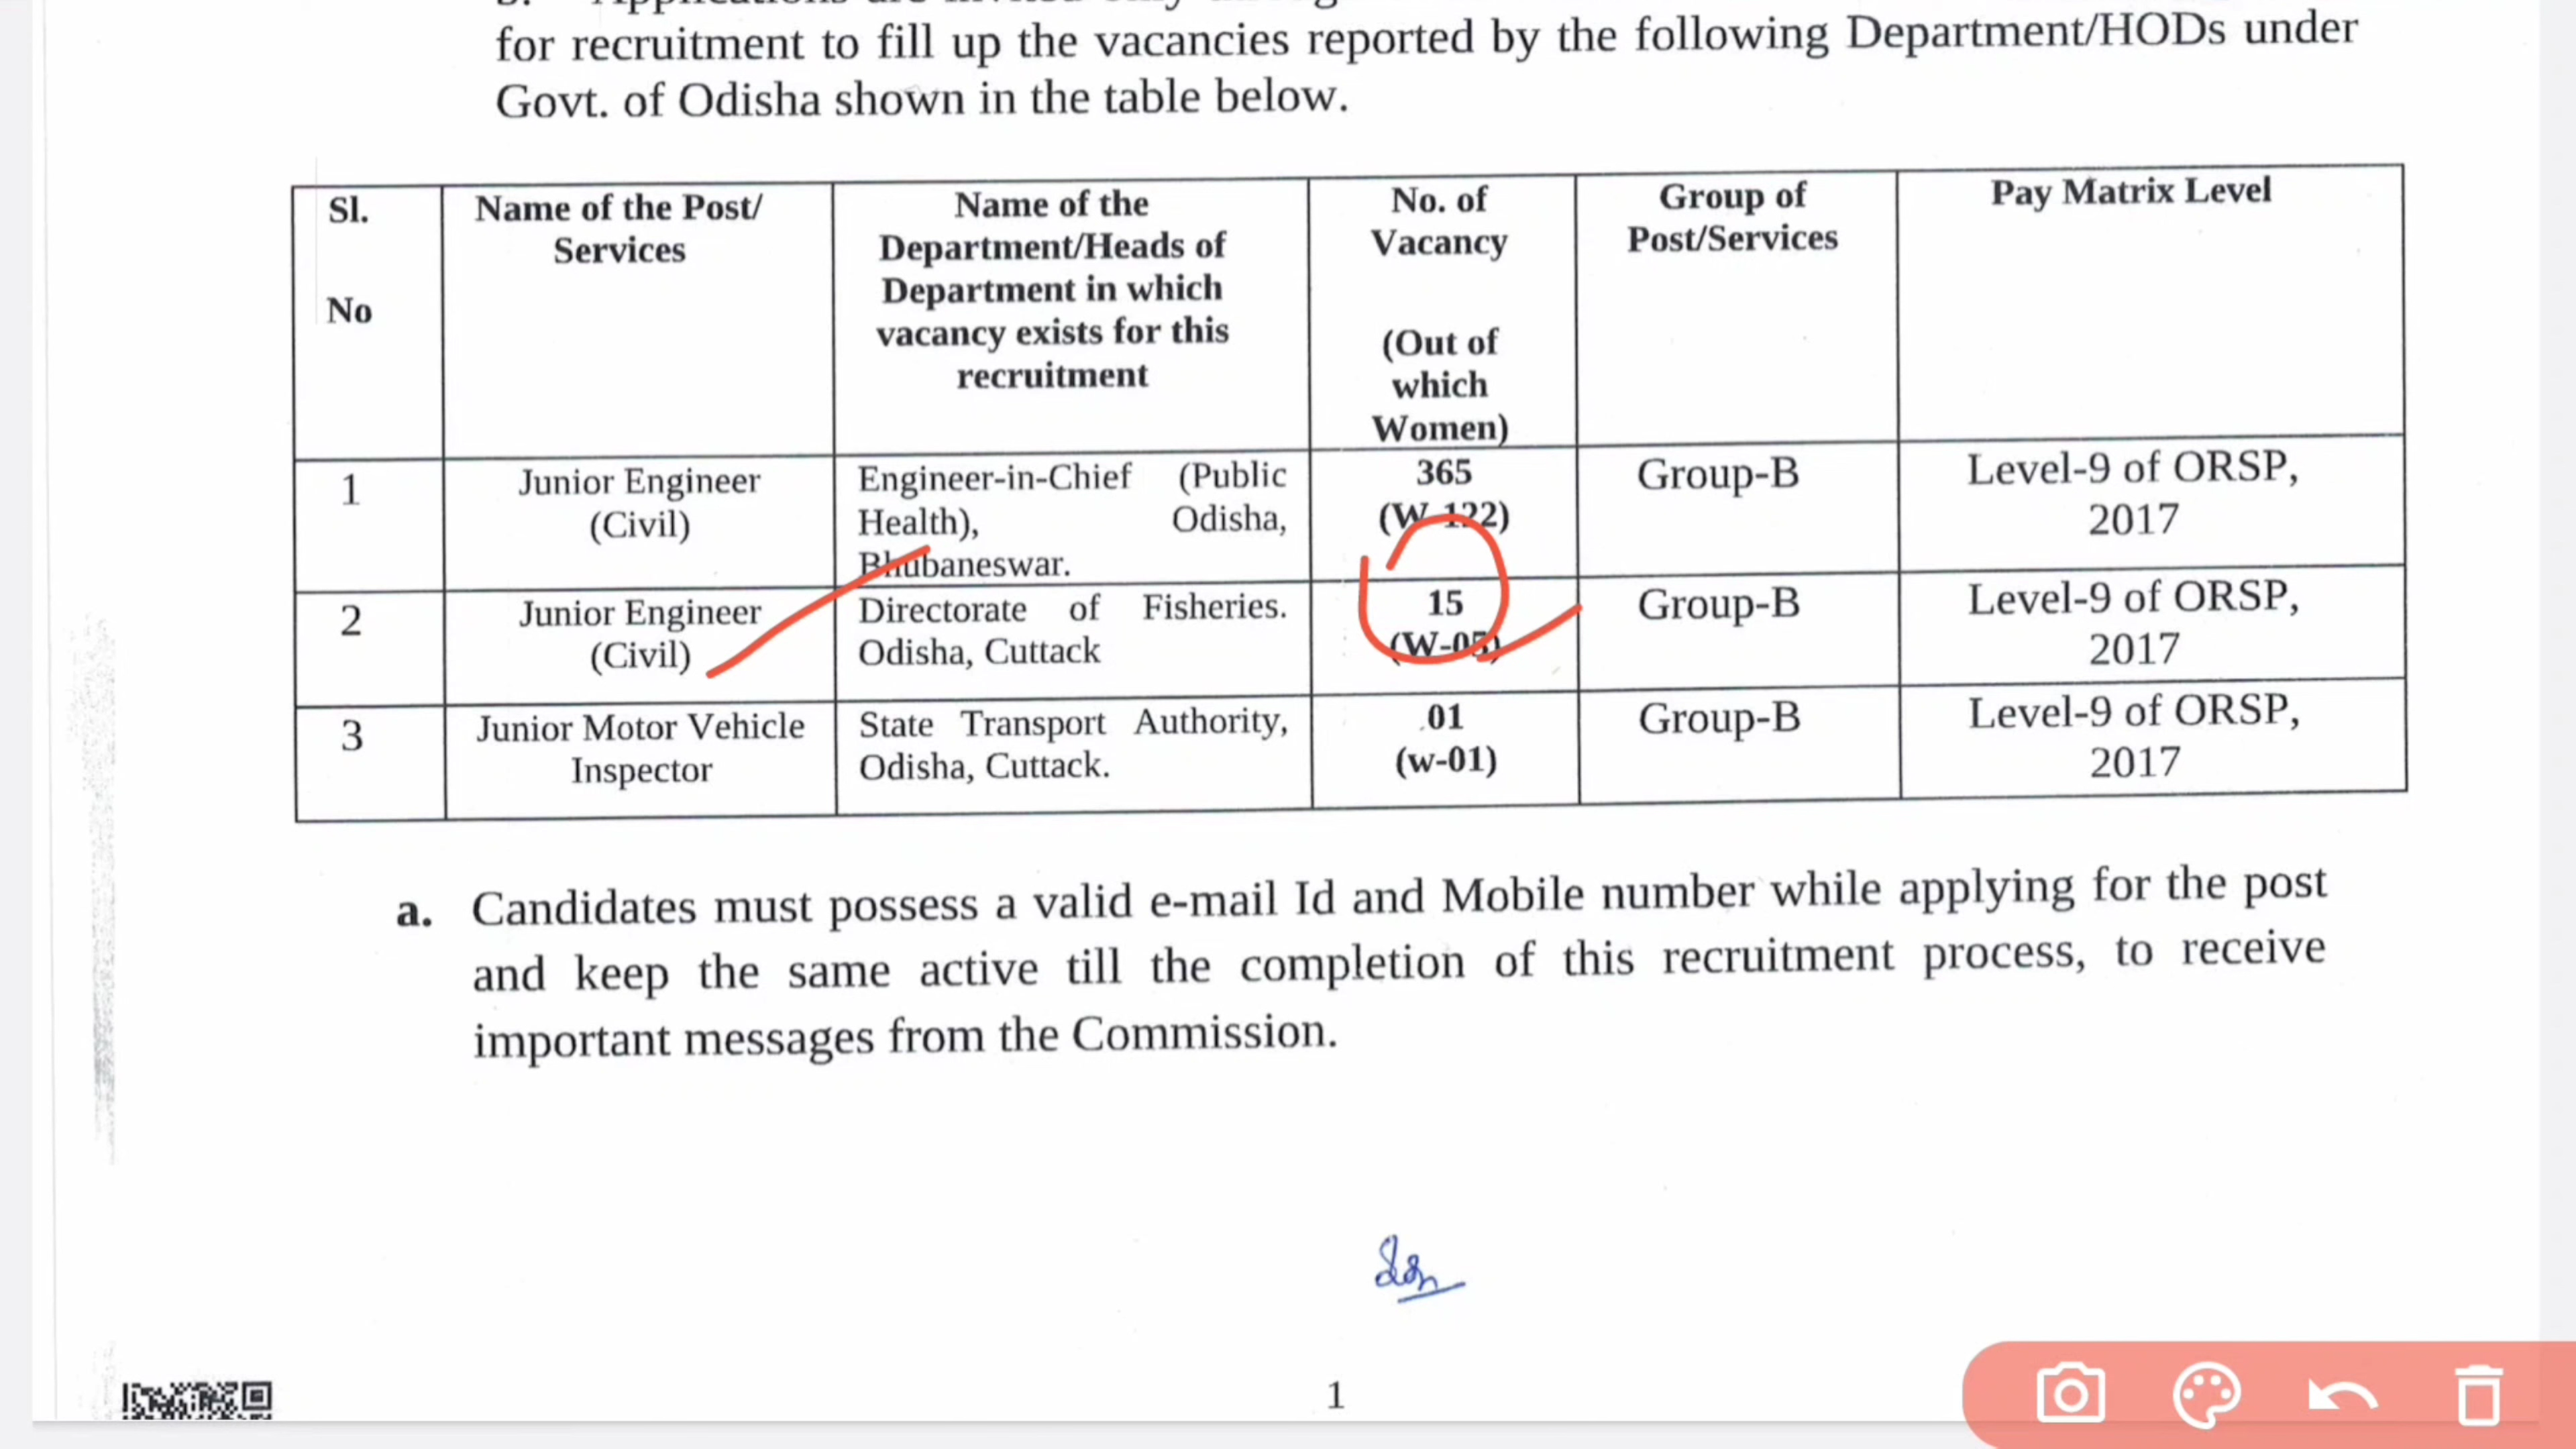 for recruitment to fill up the vacancies reported by the following Department/HODs under
Govt. of Odisha shown in the table below.
Sl.
No
Name of the Post/
Services
Name of the
Department/Heads of
Department in which
vacancy exists for this
recruitment
No. of
Vacancy
(Out of
which
Women)
Group of
Post/Services
Pay Matrix Level
1
Junior Engineer
(Civil)
Engineer-in-Chief (Public
Health), Odisha,
Bhubaneswar.
365
(W-122)
Group-B
Level-9 of ORSP,
2017
2
Junior Engineer
(Civil)
Directorate of Fisheries.
Odisha, Cuttack
15
(W-05)
Group-B
Level-9 of ORSP,
2017
3
Junior Motor Vehicle
Inspector
State Transport Authority,
Odisha, Cuttack.
01
(w-01)
Group-B
Level-9 of ORSP,
2017
a. Candidates must possess a valid e-mail Id and Mobile number while applying for the post
and keep the same active till the completion of this recruitment process, to receive
important messages from the Commission.
1